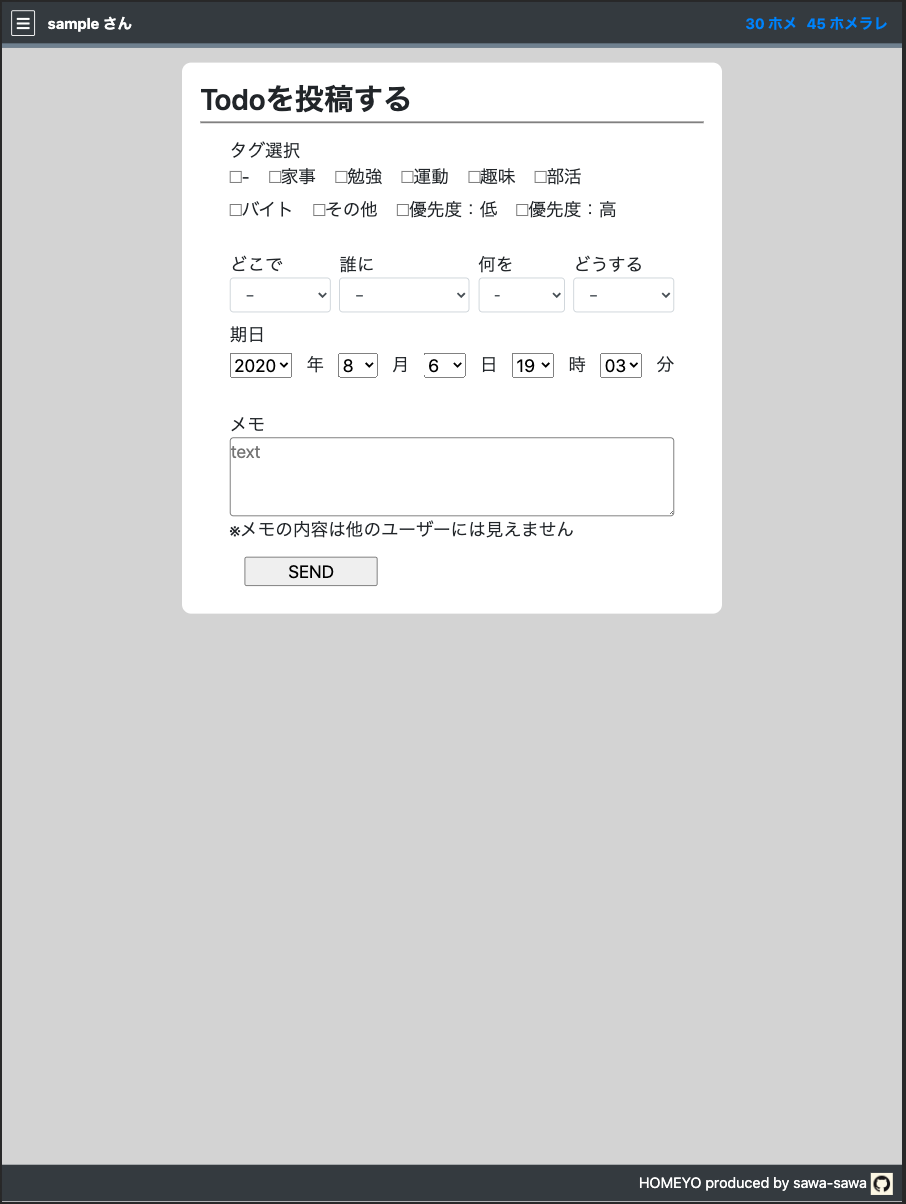 sample さん 30 ホメ 45 ホメラレ
Todoを投稿する
タグ選択
□- □家事 □勉強 □運動 □趣味 □部活
□バイト □その他 □優先度：低 □優先度：高
どこで 誰に 何を どうする
– – - –
期日
2020 年 8 月 6 日 19 時 03 分
メモ
text
※メモの内容は他のユーザーには見えません
SEND
HOMEYO produced by sawa-sawa